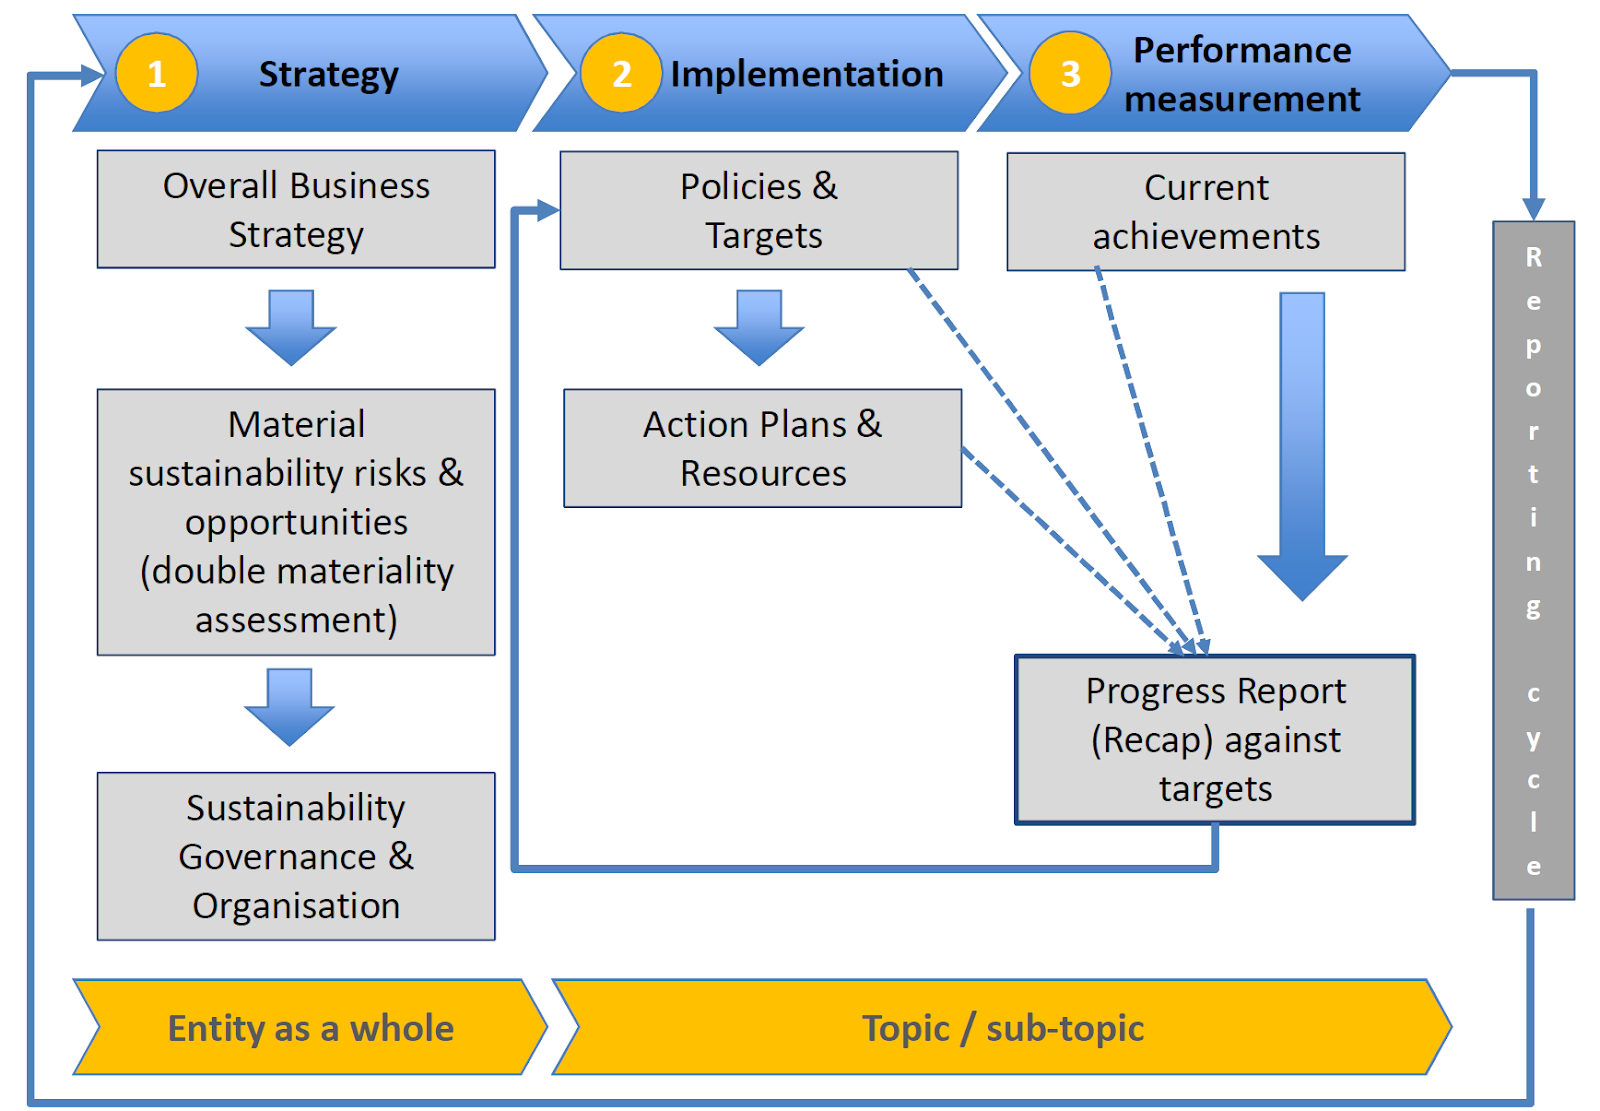 1
Strategy
2
Implementation
3
Performance
measurement
Overall Business
Strategy
Material
sustainability risks &
opportunities
(double materiality
assessment)
Sustainability
Governance &
Organisation
Policies &
Targets
Action Plans &
Resources
Current
achievements
Progress Report
(Recap) against
targets
Reporting cycle
Entity as a whole
Topic / sub-topic